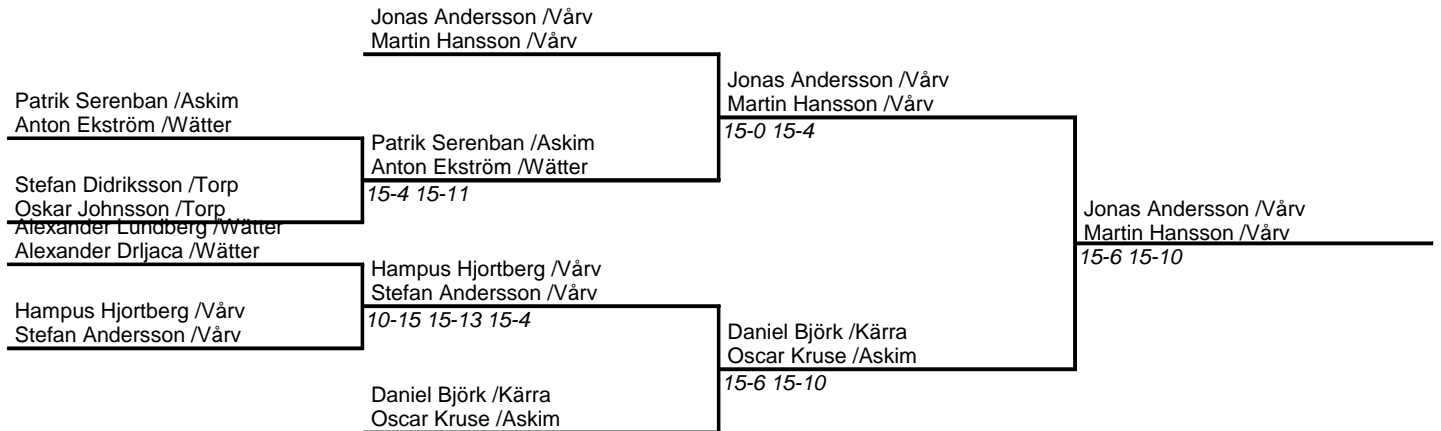 Jonas Andersson /Vårv
Martin Hansson /Vårv
Patrik Serenban /Askim
Anton Ekström /Wätter
Stefan Didriksson /Torp
Oskar Johnsson /Torp
Alexander Lundberg /Wätter
Alexander Drljaca /Wätter
Hampus Hjortberg /Vårv
Stefan Andersson /Vårv
Patrik Serenban /Askim
Anton Ekström /Wätter
15-4 15-11
Hampus Hjortberg /Vårv
Stefan Andersson /Vårv
10-15 15-13 15-4
Daniel Björk /Kärra
Oscar Kruse /Askim
Jonas Andersson /Vårv
Martin Hansson /Vårv
15-0 15-4
Daniel Björk /Kärra
Oscar Kruse /Askim
15-6 15-10
Jonas Andersson /Vårv
Martin Hansson /Vårv
15-6 15-10